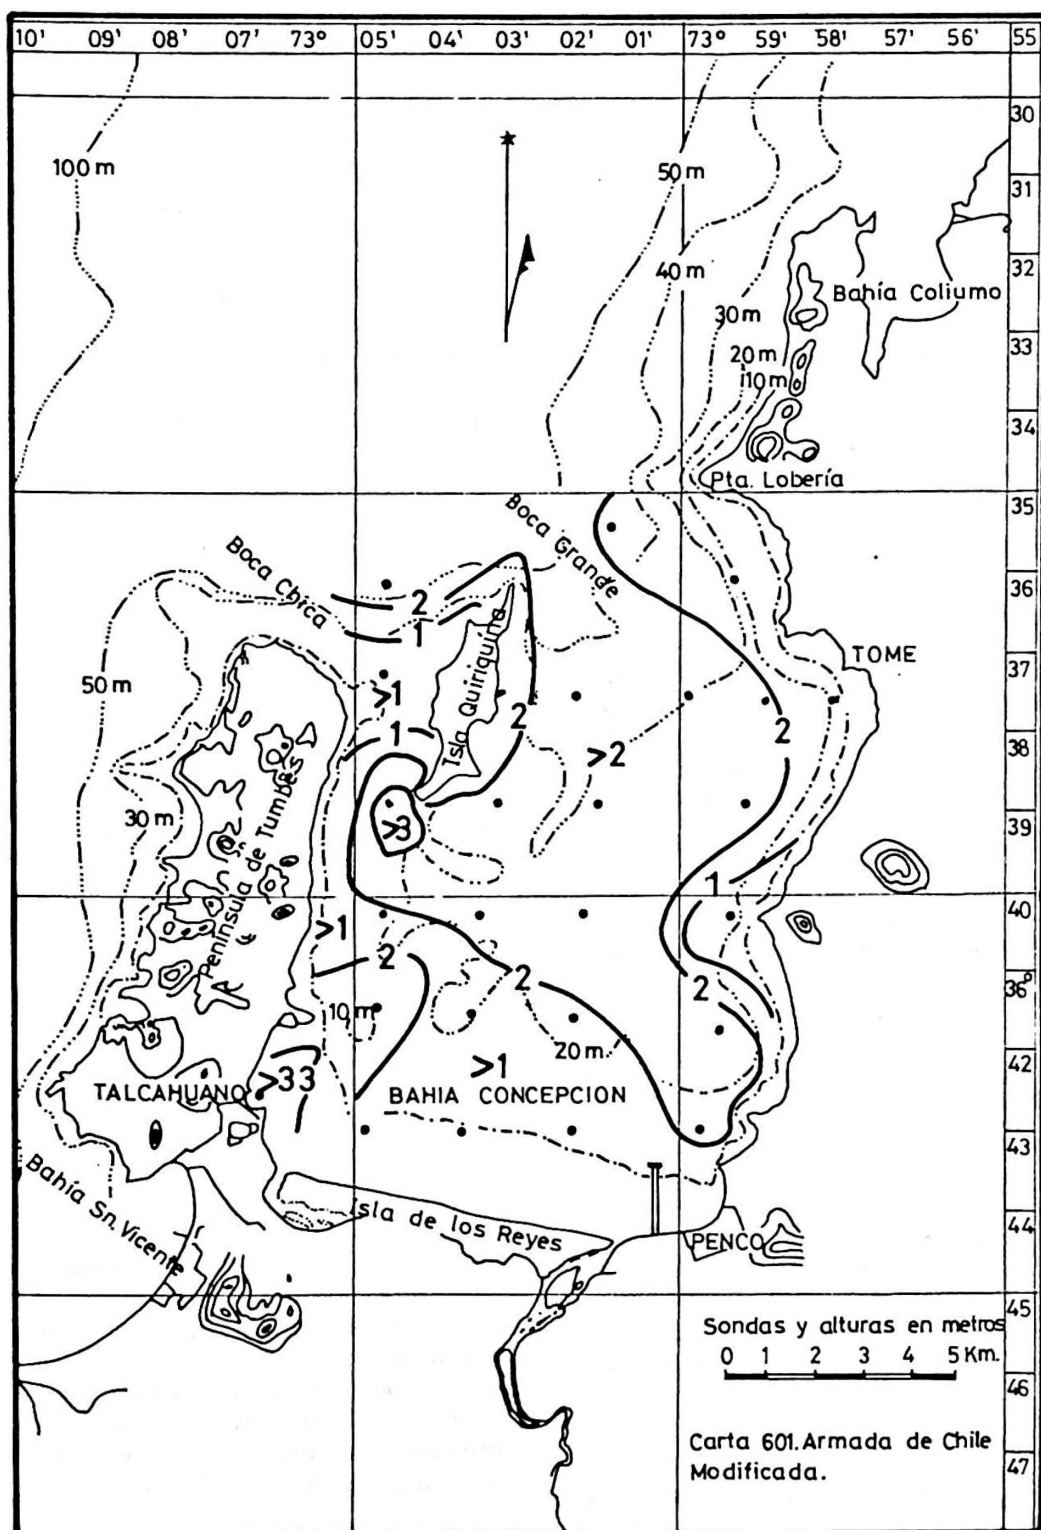 10' 09' 08' 07' 73° 05' 04' 03' 02' 01' 73° 59' 58' 57' 56' 55
30
100 m
50 m
31
32
40 m
Bahía Coliumo
30m
33
20m
10m
34
Pta. Lobería
35
Boca Grande
Boca Chica
36
2
1
TOME
37
Isla Quiriquina
50 m
>1
2
2
1
38
>2
30 m
>3
39
Península de Tumbes
1
40
>1
2
2
36°
2
10 m
20 m
42
>1
>33
TALCAHUANO
BAHIA CONCEPCION
43
Bahía Sn. Vicente
Isla de los Reyes
44
PENCO
45
Sondas y alturas en metros
0 1 2 3 4 5 Km.
46
Carta 601. Armada de Chile
Modificada.
47